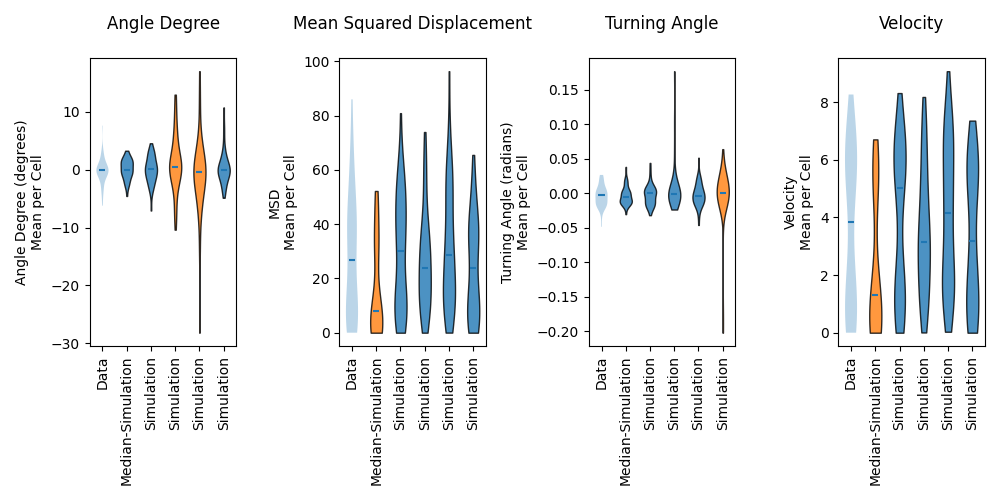 Angle Degree
Mean Squared Displacement
Turning Angle
Velocity
Angle Degree (degrees)
Mean per Cell
10
0
−10
−20
−30
Data
Median-Simulation
Simulation
Simulation
Simulation
Simulation
MSD
Mean per Cell
100
80
60
40
20
0
Data
Median-Simulation
Simulation
Simulation
Simulation
Simulation
Turning Angle (radians)
Mean per Cell
0.15
0.10
0.05
0.00
−0.05
−0.10
−0.15
−0.20
Data
Median-Simulation
Simulation
Simulation
Simulation
Simulation
Velocity
Mean per Cell
8
6
4
2
0
Data
Median-Simulation
Simulation
Simulation
Simulation
Simulation